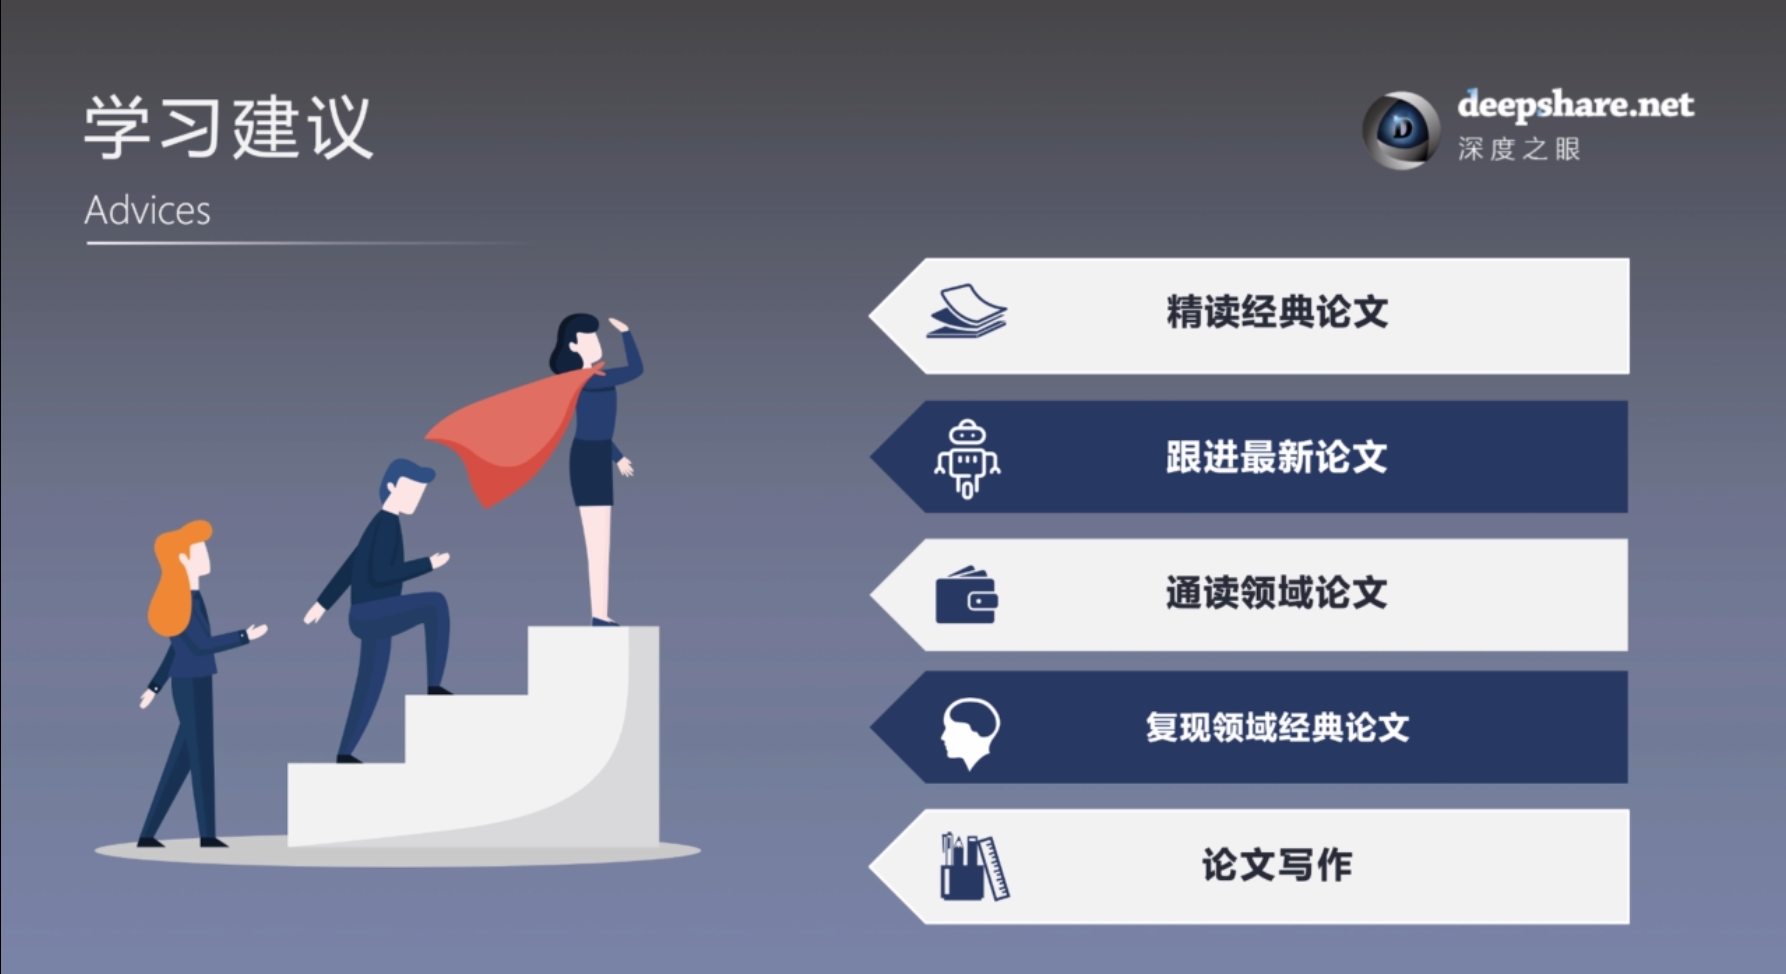 学习建议
Advices
deepshare.net
深度之眼
精读经典论文
跟进最新论文
通读领域论文
复现领域经典论文
论文写作